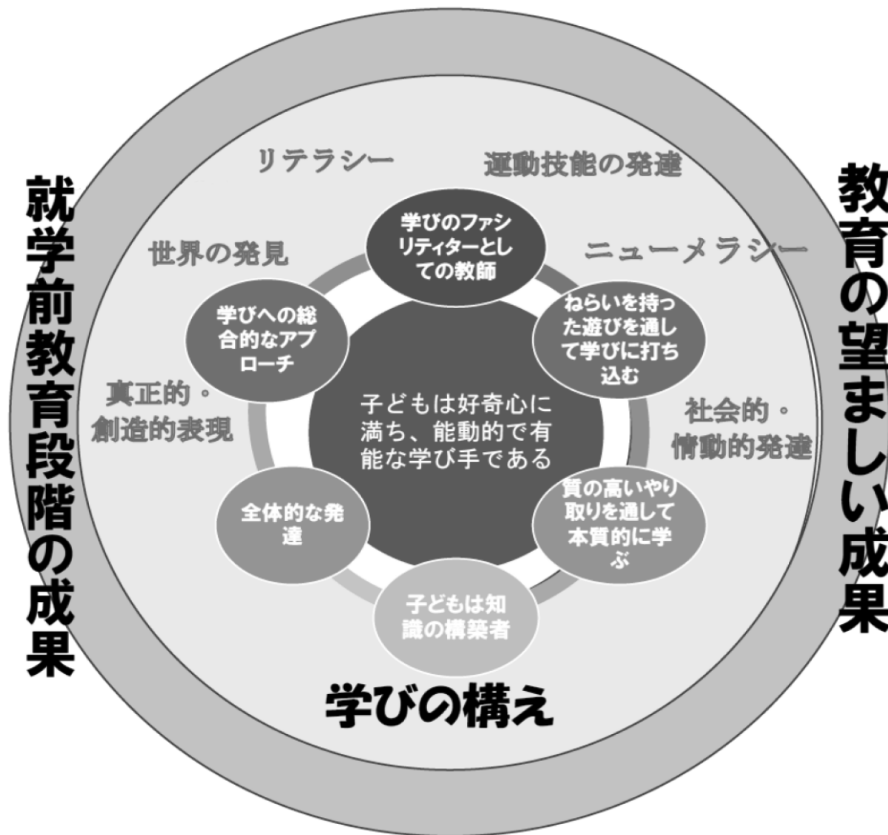 リテラシー
運動技能の発達
世界の発見
ニューメラシー
真正的・
創造的表現
社会的・
情動的発達
就学前教育段階の成果
教育の望ましい成果
学びのファシ
リティターとし
ての教師
ねらいを持っ
た遊びを通し
て学びに打ち
込む
質の高いやり
取りを通して
本質的に学
ぶ
子どもは知
識の構築者
全体的な発
達
学びへの総
合的なアプ
ローチ
子どもは好奇心に
満ち、能動的で有
能な学び手である
学びの構え